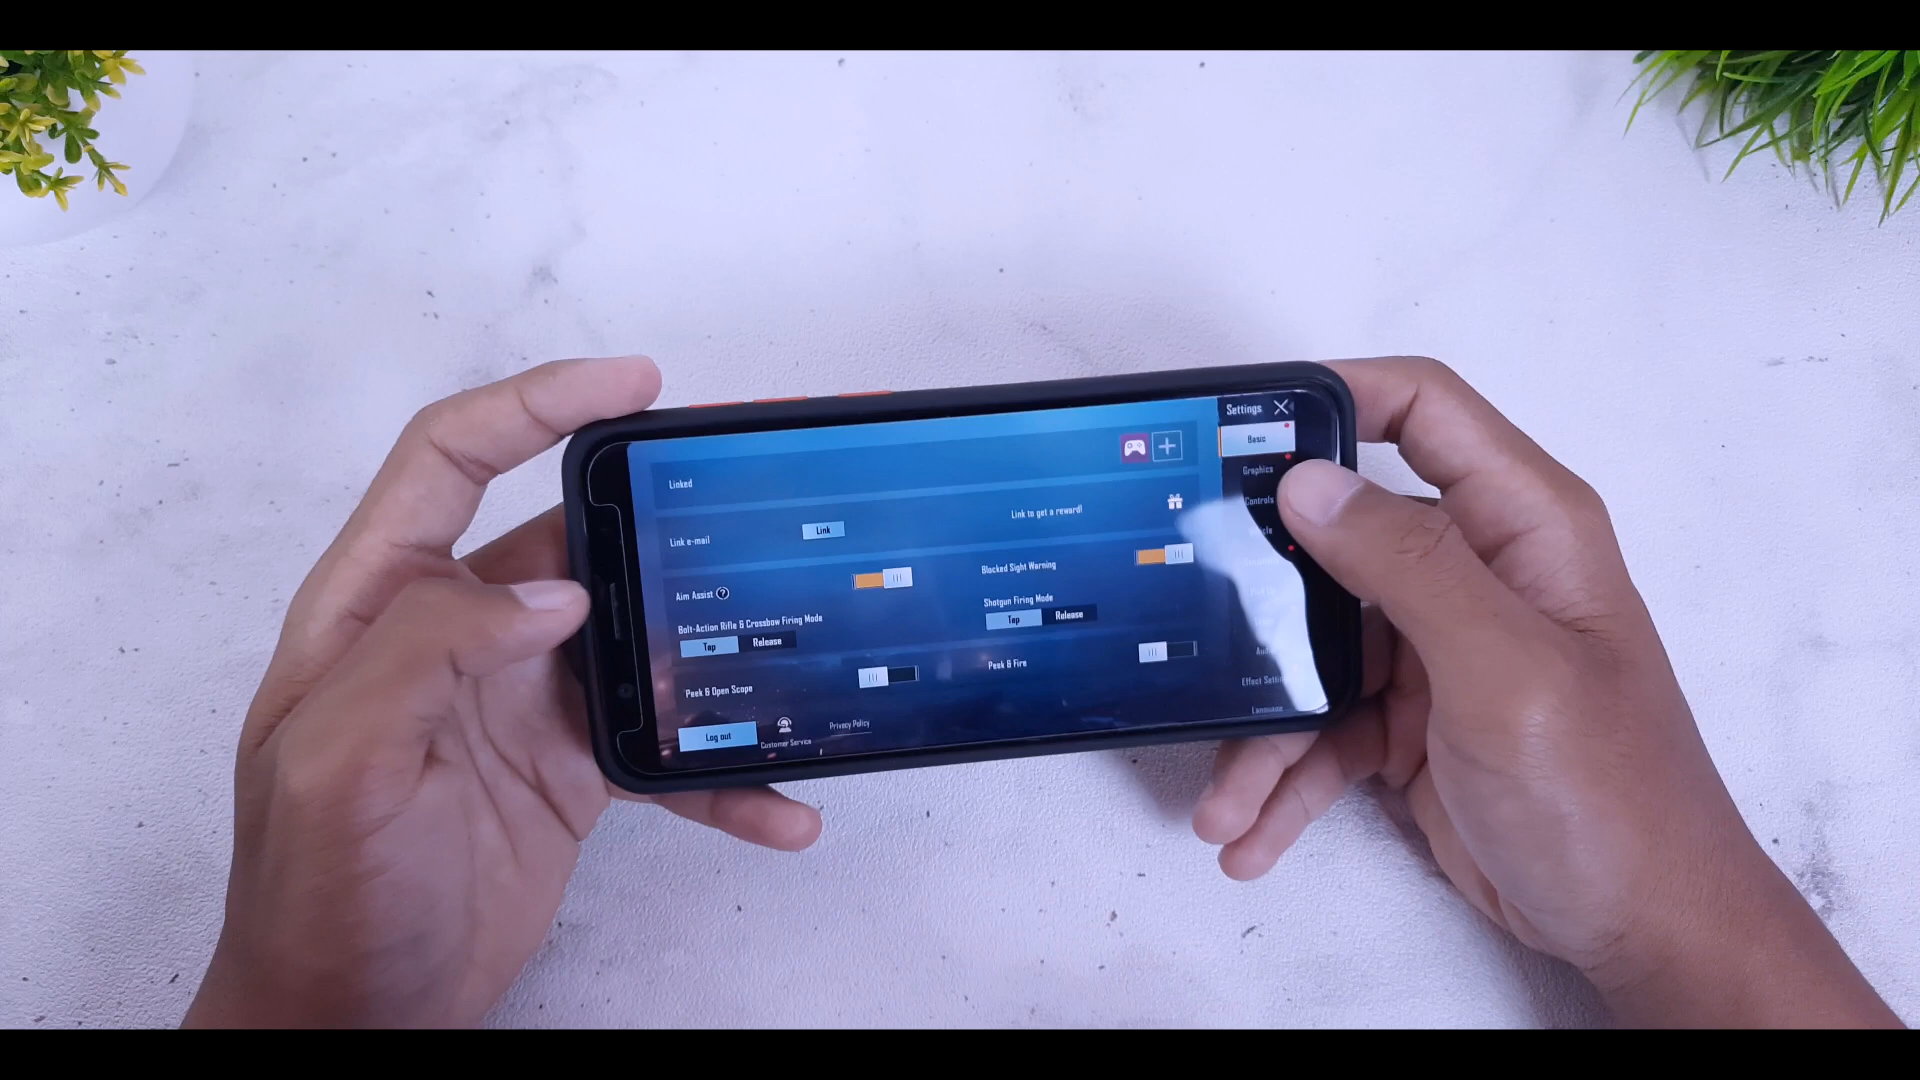 Settings
Basic
Linked
Graphics
Link e-mail
Link
Link to get a reward!
Controls
Aim Assist ?
Blocked Sight Warning
Bolt-Action Rifle & Crossbow Firing Mode
Tap Release
Shotgun Firing Mode
Tap Release
Peek & Open Scope
Peek & Fire
Effect
Language
Log out
Customer Service
Privacy Policy